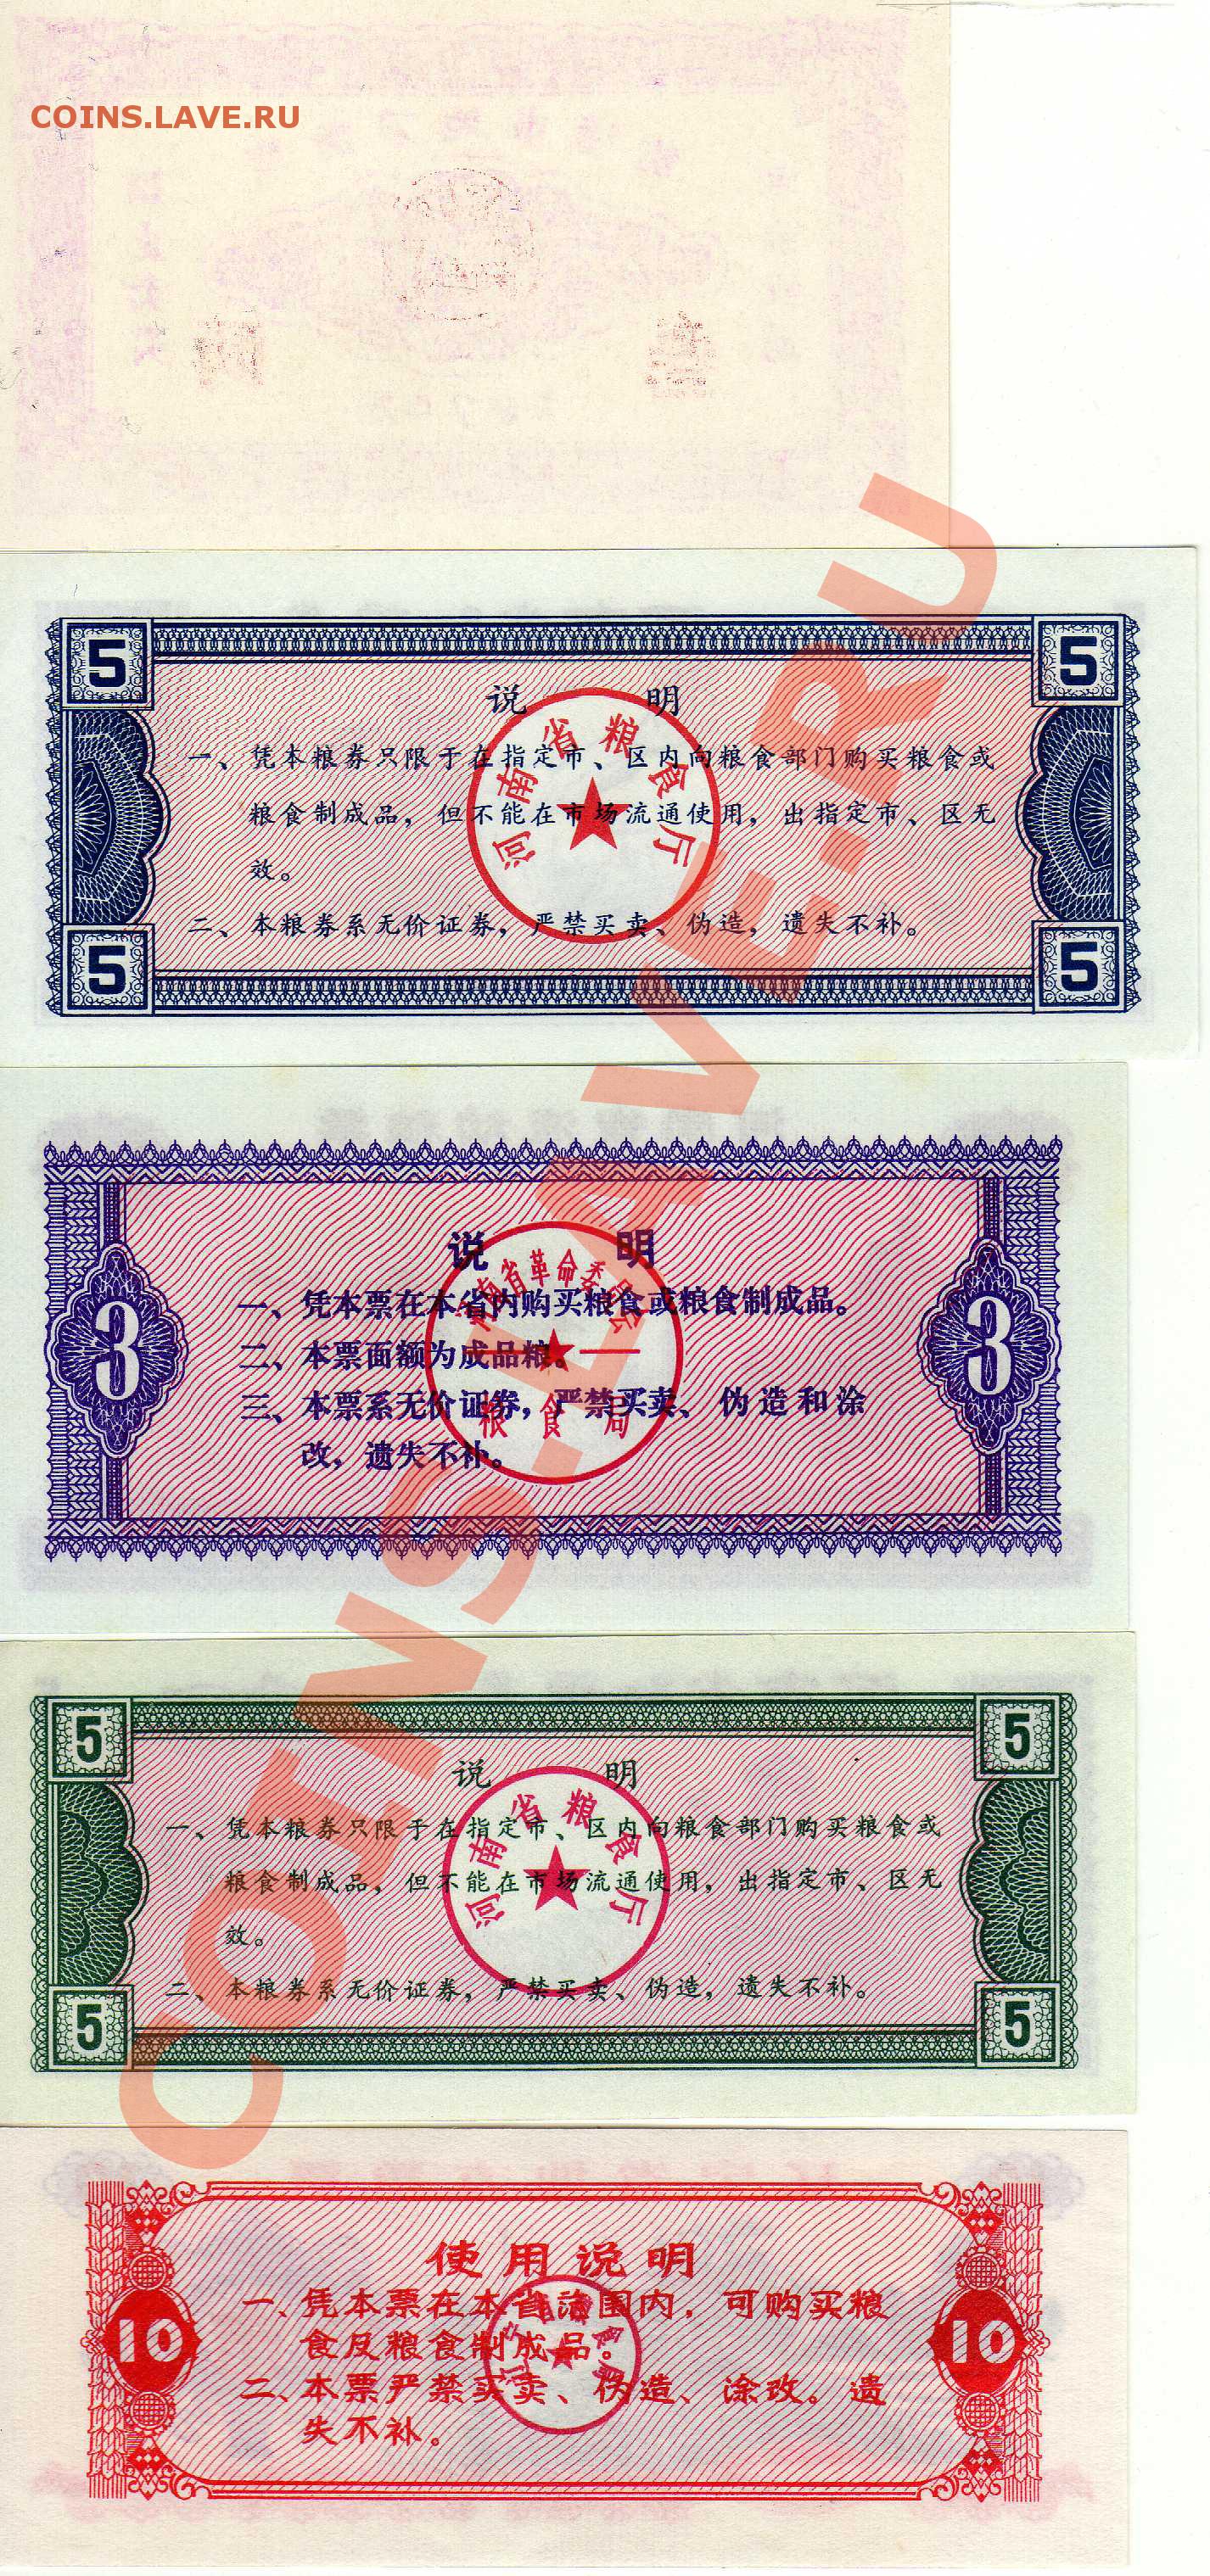 COINS.LAVE.RU
5
5
说 明
一、凭本粮券只限于在指定市、区内向粮食部门购买粮食或
粮食制成品，但不能在市场流通使用，出指定市、区无
效。
二、本粮券系无价证券，严禁买卖、伪造，遗失不补。
河南省粮食厅
5
5
说 明
一、凭本票在本省内购买粮食或粮食制成品。
二、本票面额为成品粮。
三、本票系无价证券，严禁买卖、伪造和涂
改，遗失不补。
河南省革命委员会
粮食局
3
3
5
5
说 明
一、凭本粮券只限于在指定市、区内向粮食部门购买粮食或
粮食制成品，但不能在市场流通使用，出指定市、区无
效。
二、本粮券系无价证券，严禁买卖、伪造，遗失不补。
河南省粮食厅
5
5
使用说明
一、凭本票在本省范围内，可购买粮
食及粮食制成品。
二、本票严禁买卖、伪造、涂改。遗
失不补。
10
10
COINS.LAVE.RU